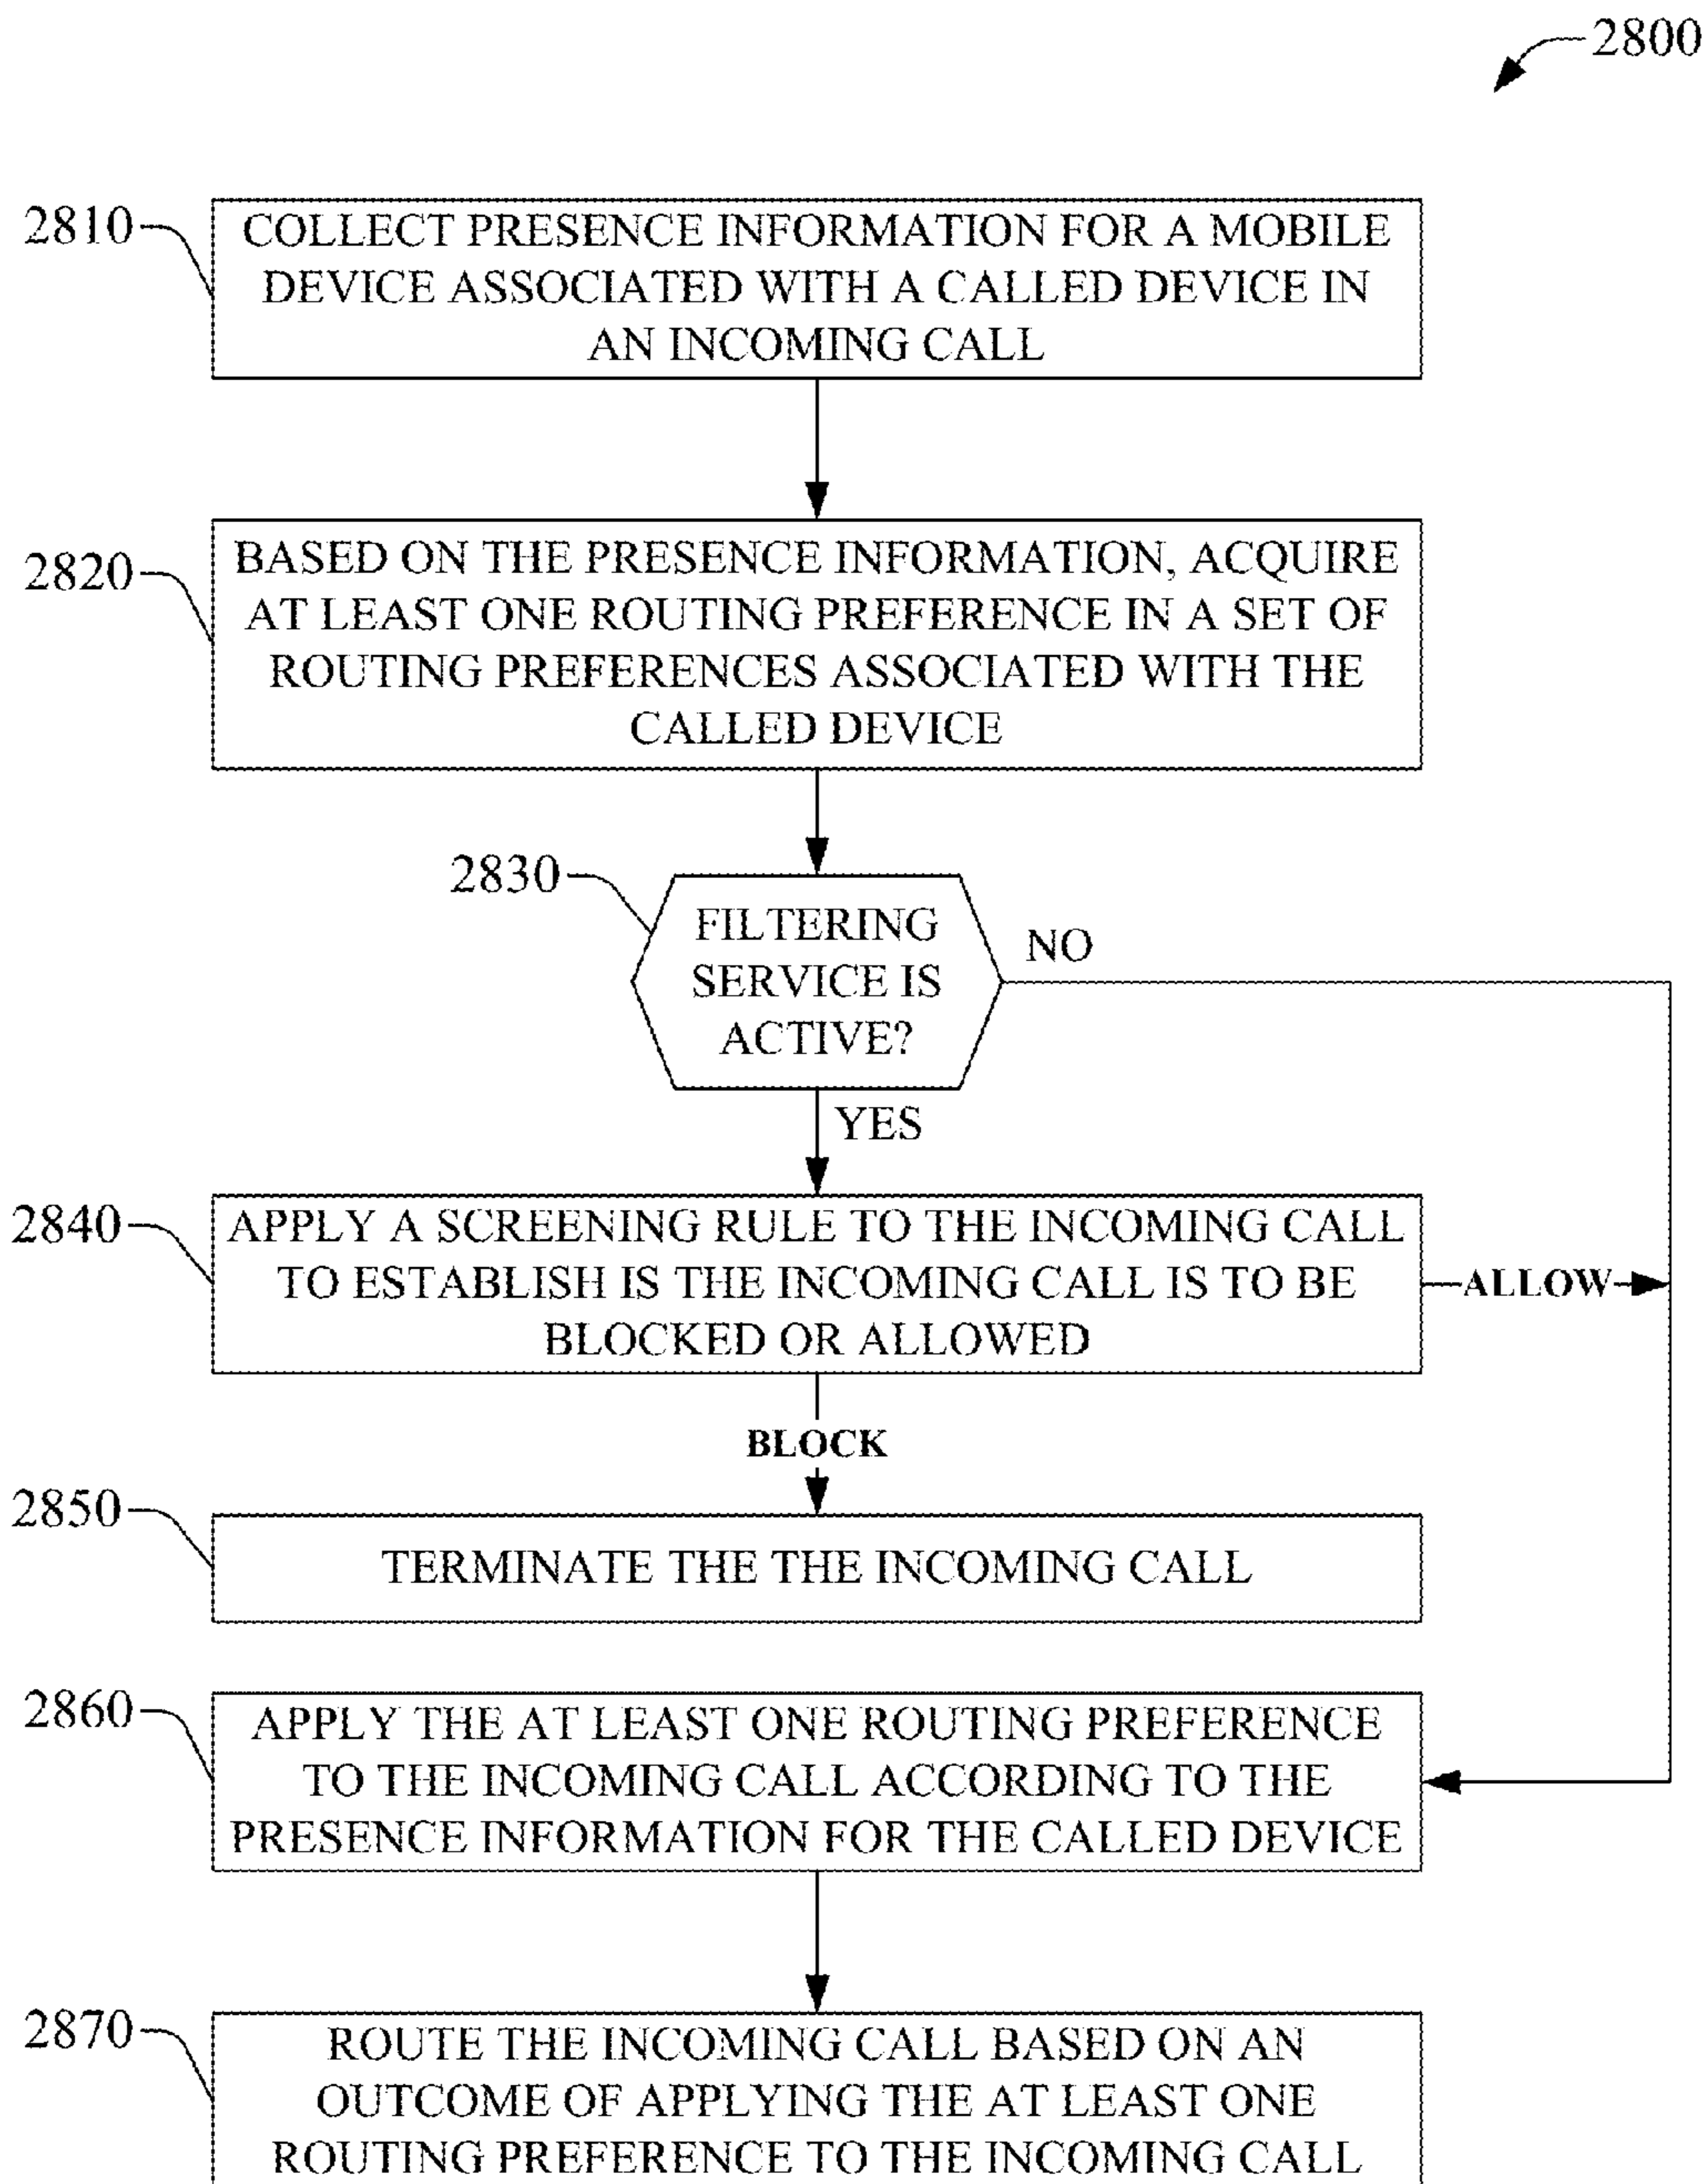 2800
2810
COLLECT PRESENCE INFORMATION FOR A MOBILE
DEVICE ASSOCIATED WITH A CALLED DEVICE IN
AN INCOMING CALL
2820
BASED ON THE PRESENCE INFORMATION, ACQUIRE
AT LEAST ONE ROUTING PREFERENCE IN A SET OF
ROUTING PREFERENCES ASSOCIATED WITH THE
CALLED DEVICE
2830
FILTERING
SERVICE IS
ACTIVE?
NO
YES
2840
APPLY A SCREENING RULE TO THE INCOMING CALL
TO ESTABLISH IS THE INCOMING CALL IS TO BE
BLOCKED OR ALLOWED
ALLOW
BLOCK
2850
TERMINATE THE THE INCOMING CALL
2860
APPLY THE AT LEAST ONE ROUTING PREFERENCE
TO THE INCOMING CALL ACCORDING TO THE
PRESENCE INFORMATION FOR THE CALLED DEVICE
2870
ROUTE THE INCOMING CALL BASED ON AN
OUTCOME OF APPLYING THE AT LEAST ONE
ROUTING PREFERENCE TO THE INCOMING CALL